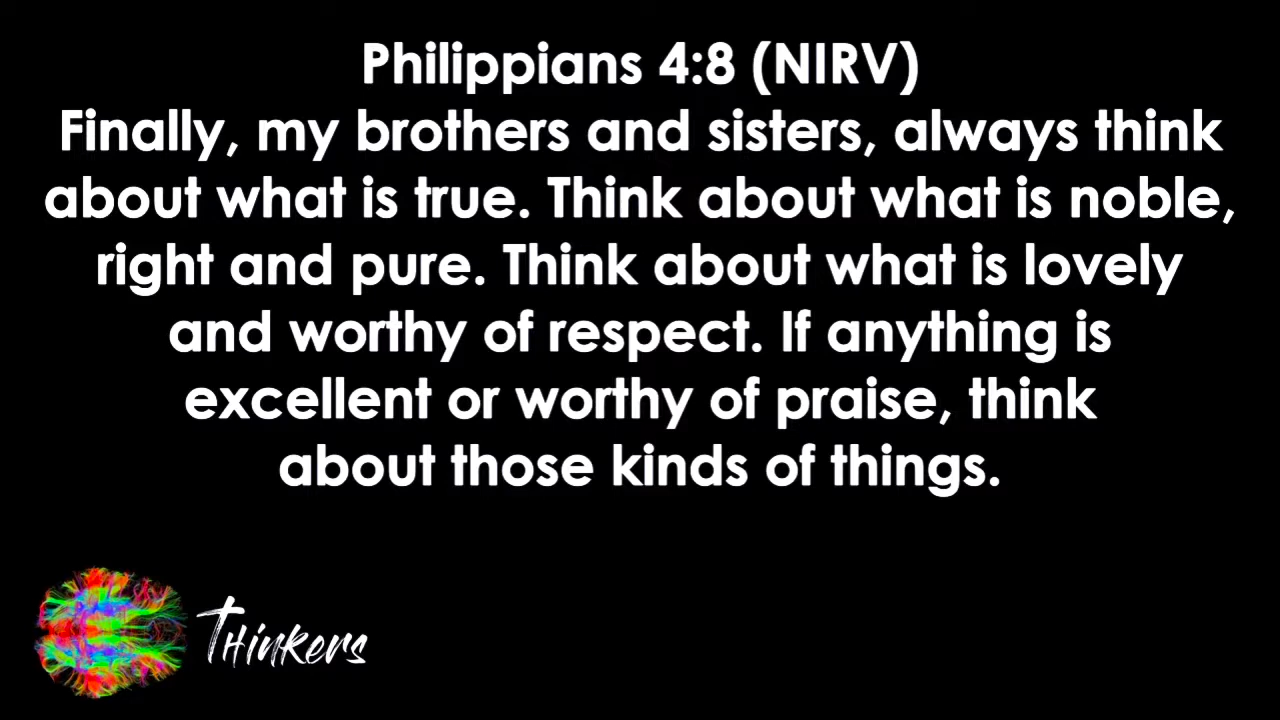 Philippians 4:8 (NIRV)
Finally, my brothers and sisters, always think
about what is true. Think about what is noble,
right and pure. Think about what is lovely
and worthy of respect. If anything is
excellent or worthy of praise, think
about those kinds of things.
THinkers